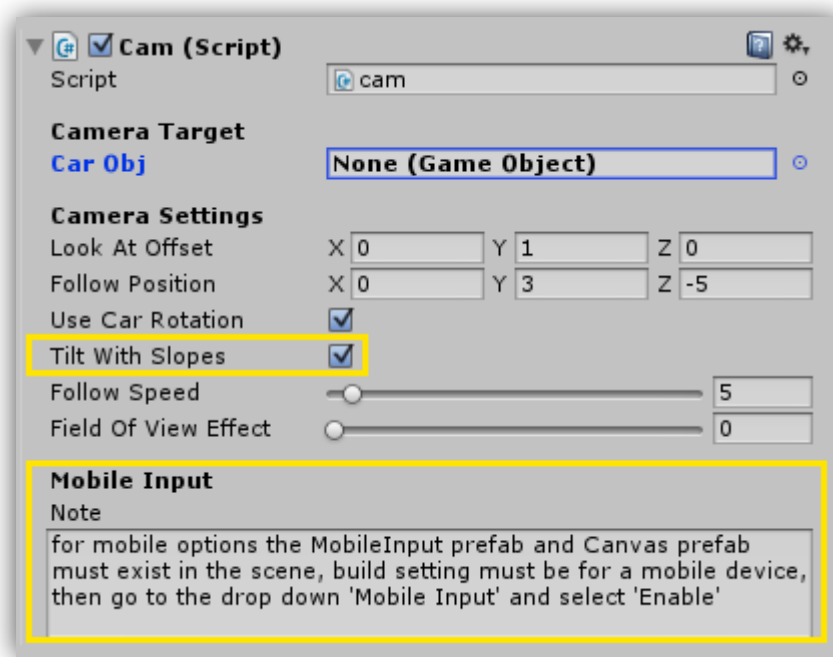 Cam (Script)
Script cam
Camera Target
Car Obj None (Game Object)
Camera Settings
Look At Offset X 0 Y 1 Z 0
Follow Position X 0 Y 3 Z -5
Use Car Rotation
Tilt With Slopes
Follow Speed 5
Field Of View Effect 0
Mobile Input
Note
for mobile options the MobileInput prefab and Canvas prefab
must exist in the scene, build setting must be for a mobile device,
then go to the drop down 'Mobile Input' and select 'Enable'